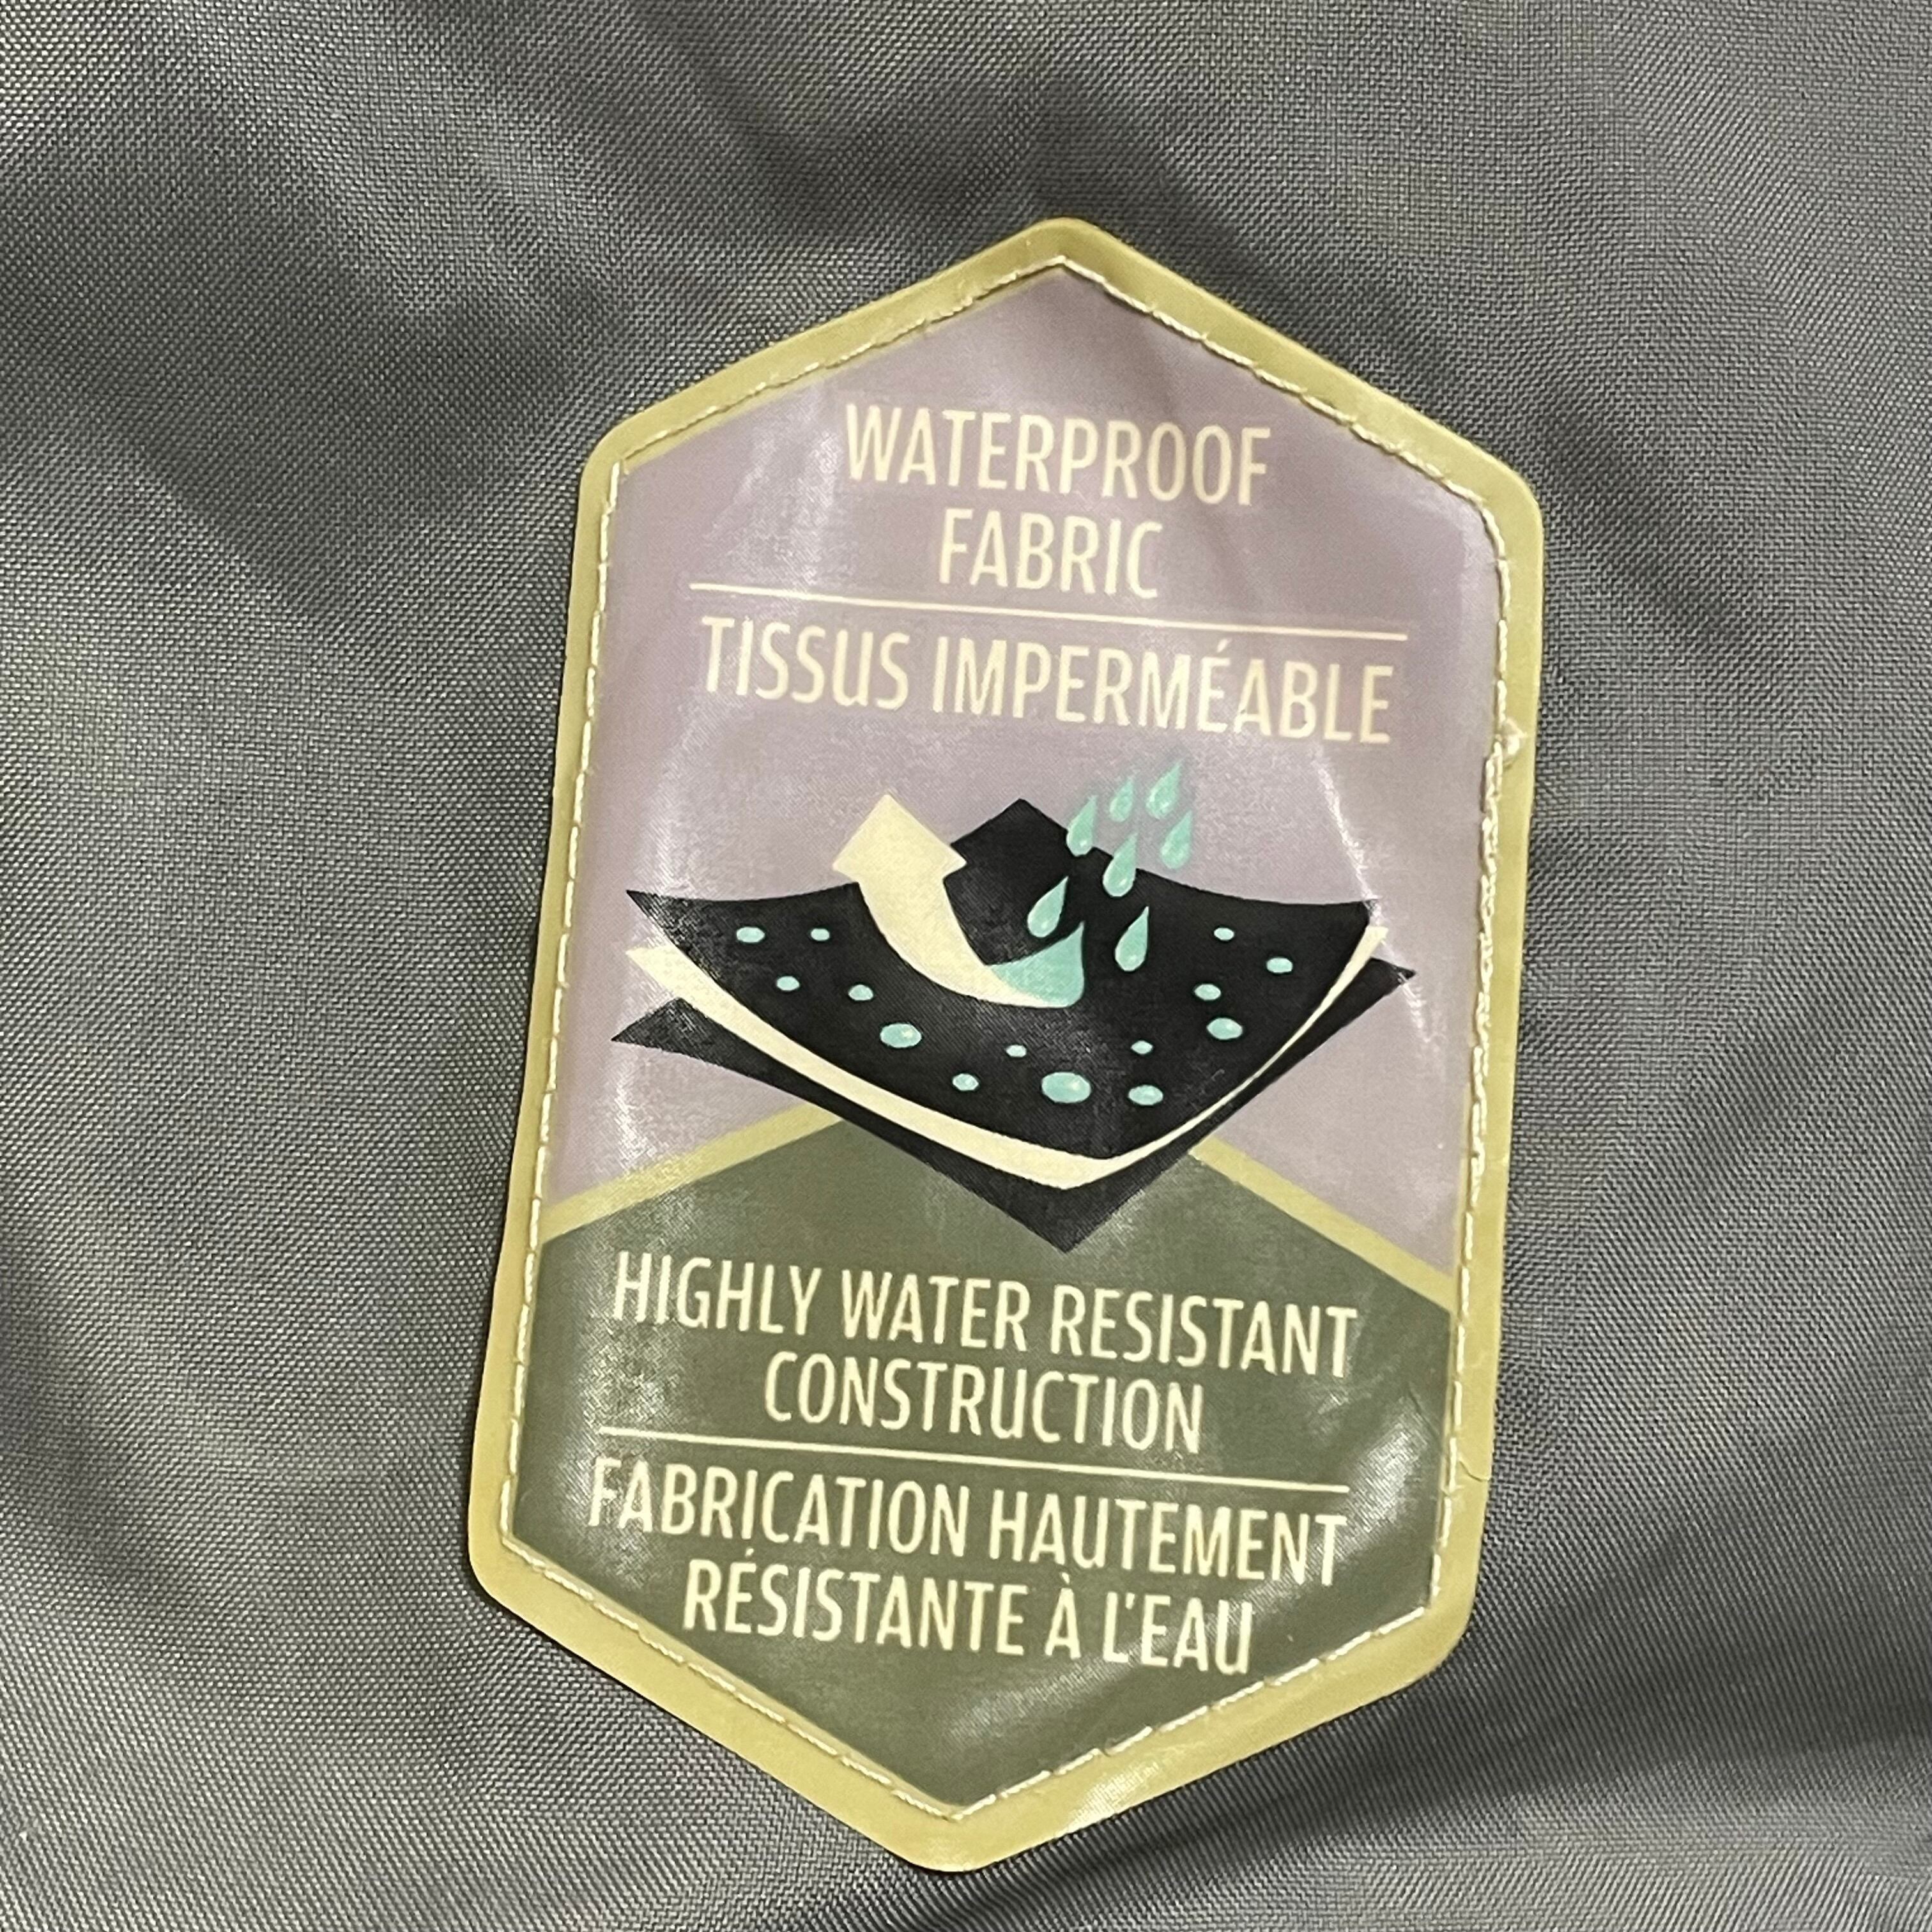 WATERPROOF
FABRIC
TISSUS IMPERMÉABLE
HIGHLY WATER RESISTANT
CONSTRUCTION
FABRICATION HAUTEMENT
RÉSISTANTE À L'EAU